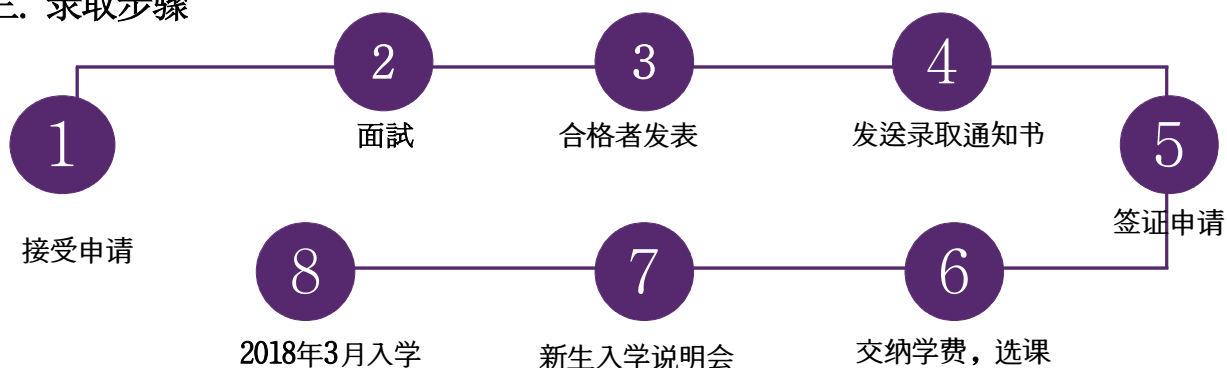 三. 录取步骤
1
接受申请
2
面試
3
合格者发表
4
发送录取通知书
5
签证申请
6
交纳学费，选课
7
新生入学说明会
8
2018年3月入学